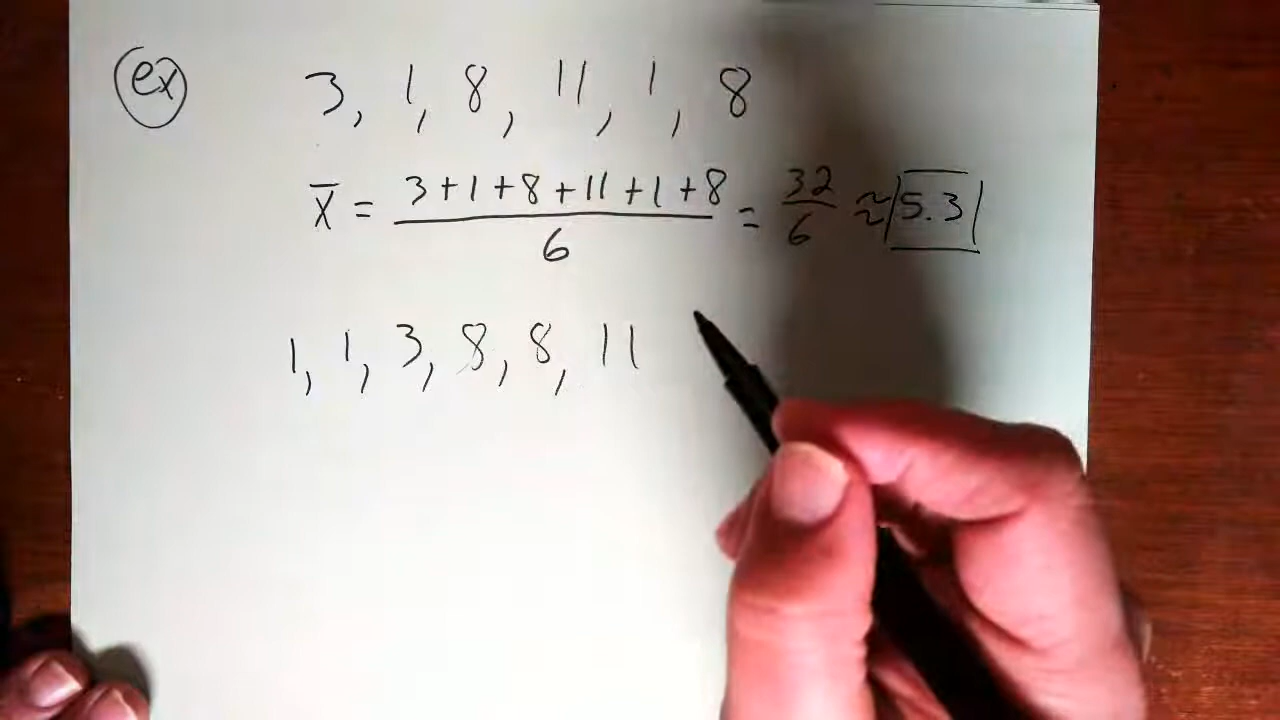 ex 3, 1, 8, 11, 1, 8
x̄ = 3+1+8+11+1+8 / 6 = 32/6 ≈ 5.3
1, 1, 3, 8, 8, 11